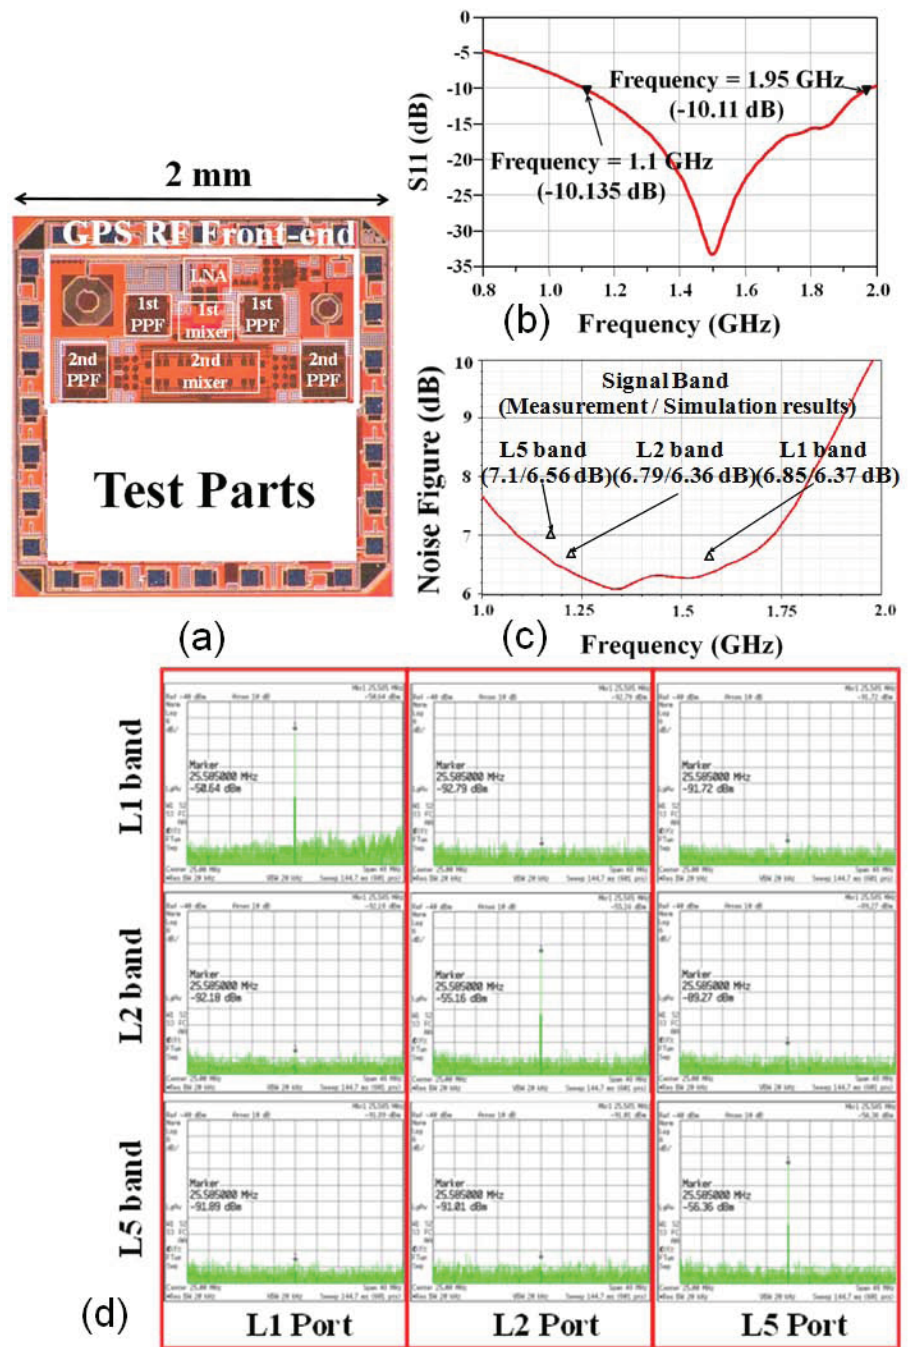 2 mm
GPS RF Front-end
LNA
1st
PPF
1st
mixer
1st
PPF
2nd
PPF
2nd
mixer
2nd
PPF
Test Parts
(a)
0
-5
-10
-15
-20
-25
-30
-35
S11 (dB)
Frequency = 1.95 GHz
(-10.11 dB)
Frequency = 1.1 GHz
(-10.135 dB)
0.8 1.0 1.2 1.4 1.6 1.8 2.0
(b) Frequency (GHz)
10
9
8
7
6
Noise Figure (dB)
Signal Band
(Measurement / Simulation results)
L5 band L2 band L1 band
(7.1/6.56 dB)(6.79/6.36 dB)(6.85/6.37 dB)
1.0 1.25 1.5 1.75 2.0
(c) Frequency (GHz)
L1 band
Marker
25.585000 MHz
-50.64 dBm
Marker
25.585000 MHz
-92.79 dBm
Marker
25.585000 MHz
-91.72 dBm
L2 band
Marker
25.585000 MHz
-92.18 dBm
Marker
25.585000 MHz
-55.16 dBm
Marker
25.585000 MHz
-89.27 dBm
L5 band
Marker
25.585000 MHz
-91.89 dBm
Marker
25.585000 MHz
-91.01 dBm
Marker
25.585000 MHz
-56.36 dBm
(d)
L1 Port L2 Port L5 Port